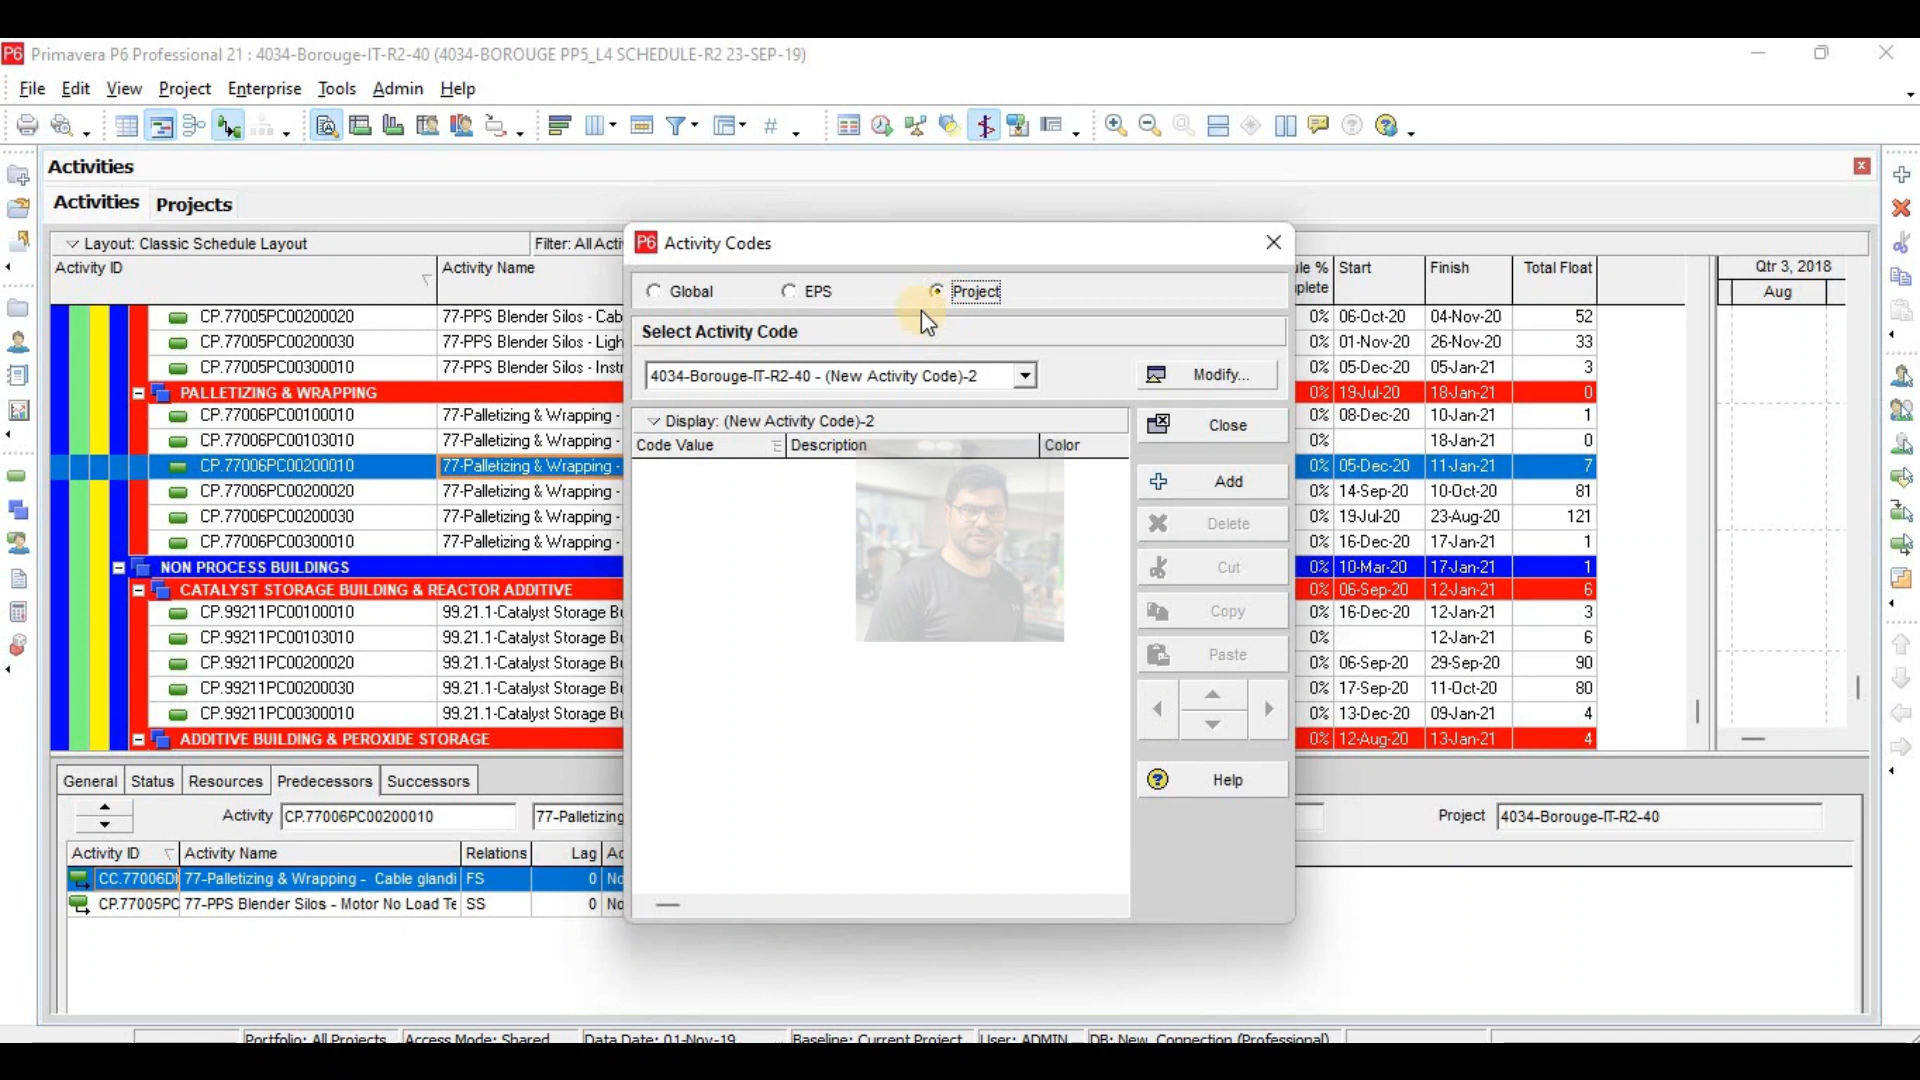 P6 Primavera P6 Professional 21 : 4034-Borouge-IT-R2-40 (4034-BOROUGE PP5_L4 SCHEDULE-R2 23-SEP-19)
File Edit View Project Enterprise Tools Admin Help
Activities
Activities Projects
Layout: Classic Schedule Layout Filter: All Acti
Activity ID Activity Name Start Finish Total Float Qtr 3, 2018
Aug
CP.77005PC00200020 77-PPS Blender Silos - Cab 0% 06-Oct-20 04-Nov-20 52
CP.77005PC00200030 77-PPS Blender Silos - Ligh 0% 01-Nov-20 26-Nov-20 33
CP.77005PC00300010 77-PPS Blender Silos - Instr 0% 05-Dec-20 05-Jan-21 3
PALLETIZING & WRAPPING 0% 19-Jul-20 18-Jan-21 0
CP.77006PC00100010 77-Palletizing & Wrapping - 0% 08-Dec-20 10-Jan-21 1
CP.77006PC00103010 77-Palletizing & Wrapping 0% 18-Jan-21 0
CP.77006PC00200010 77-Palletizing & Wrapping - 0% 05-Dec-20 11-Jan-21 7
CP.77006PC00200020 77-Palletizing & Wrapping - 0% 14-Sep-20 10-Oct-20 81
CP.77006PC00200030 77-Palletizing & Wrapping - 0% 19-Jul-20 23-Aug-20 121
CP.77006PC00300010 77-Palletizing & Wrapping - 0% 16-Dec-20 17-Jan-21 1
NON PROCESS BUILDINGS 0% 10-Mar-20 17-Jan-21 1
CATALYST STORAGE BUILDING & REACTOR ADDITIVE 0% 06-Sep-20 12-Jan-21 6
CP.99211PC00100010 99.21.1-Catalyst Storage Bu 0% 16-Dec-20 12-Jan-21 3
CP.99211PC00103010 99.21.1-Catalyst Storage Bu 0% 12-Jan-21 6
CP.99211PC00200020 99.21.1-Catalyst Storage Bu 0% 06-Sep-20 29-Sep-20 90
CP.99211PC00200030 99.21.1-Catalyst Storage Bu 0% 17-Sep-20 11-Oct-20 80
CP.99211PC00300010 99.21.1-Catalyst Storage Bu 0% 13-Dec-20 09-Jan-21 4
ADDITIVE BUILDING & PEROXIDE STORAGE 0% 12-Aug-20 13-Jan-21 4
P6 Activity Codes
Global EPS Project
Select Activity Code
4034-Borouge-IT-R2-40 - (New Activity Code)-2 Modify...
Display: (New Activity Code)-2 Close
Code Value Description Color
Add
Delete
Cut
Copy
Paste
Help
General Status Resources Predecessors Successors
Activity CP.77006PC00200010 77-Palletizing Project 4034-Borouge-IT-R2-40
Activity ID Activity Name Relations Lag Ac
CC.77006D 77-Palletizing & Wrapping - Cable glandi FS 0 No
CP.77005PC 77-PPS Blender Silos - Motor No Load Te SS 0 No
Portfolio: All Projects Access Mode: Shared Data Date: 01-Nov-19 Baseline: Current Project User: ADMIN DB: New Connection (Professional)